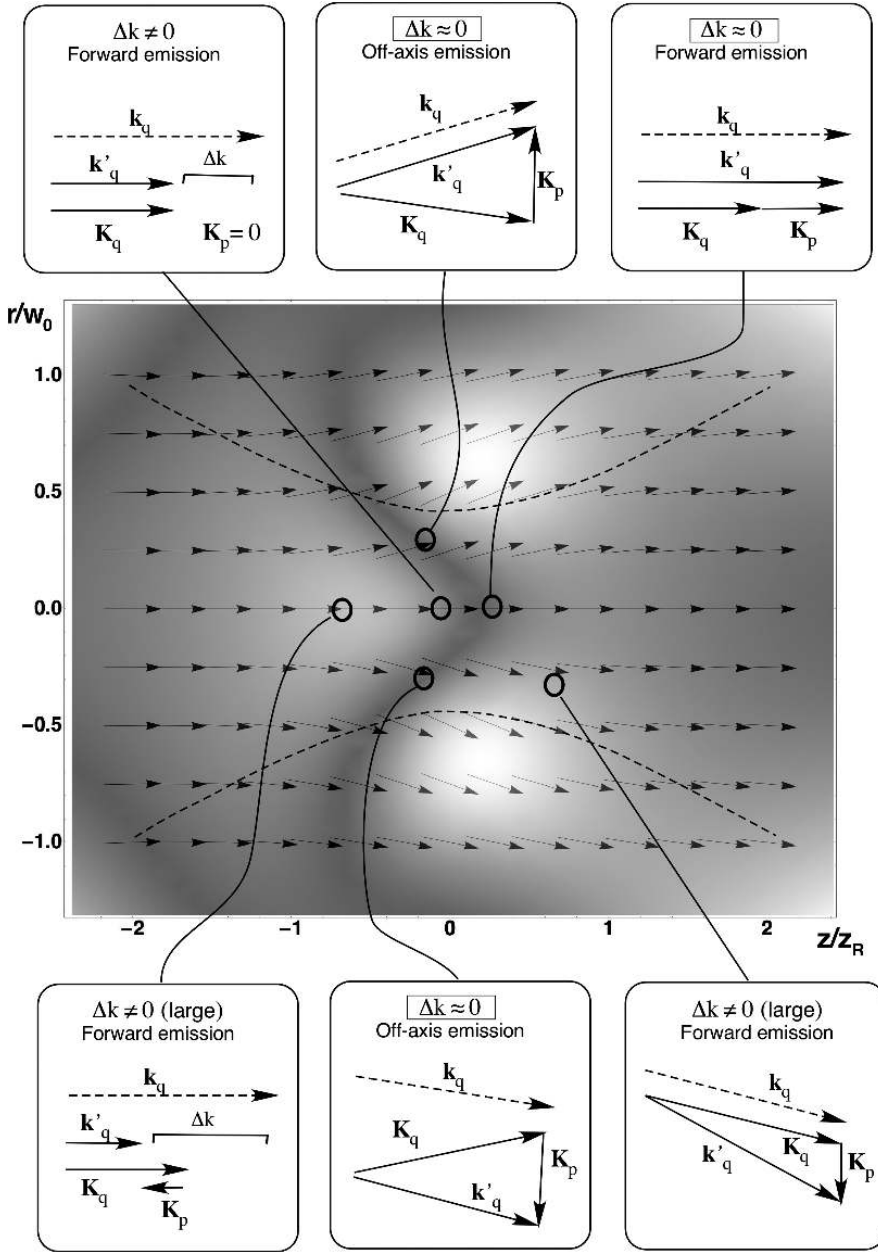 Δk ≠ 0
Forward emission
k_q
k'_q
Δk
K_q
K_p = 0
Δk ≈ 0
Off-axis emission
k_q
k'_q
K_p
K_q
Δk ≈ 0
Forward emission
k_q
k'_q
K_q
K_p
r/w_0
1.0
0.5
0.0
−0.5
−1.0
−2
−1
0
1
2
z/z_R
Δk ≠ 0 (large)
Forward emission
k_q
k'_q
Δk
K_q
K_p
Δk ≈ 0
Off-axis emission
k_q
K_q
K_p
k'_q
Δk ≠ 0 (large)
Forward emission
k_q
K_q
K_p
k'_q